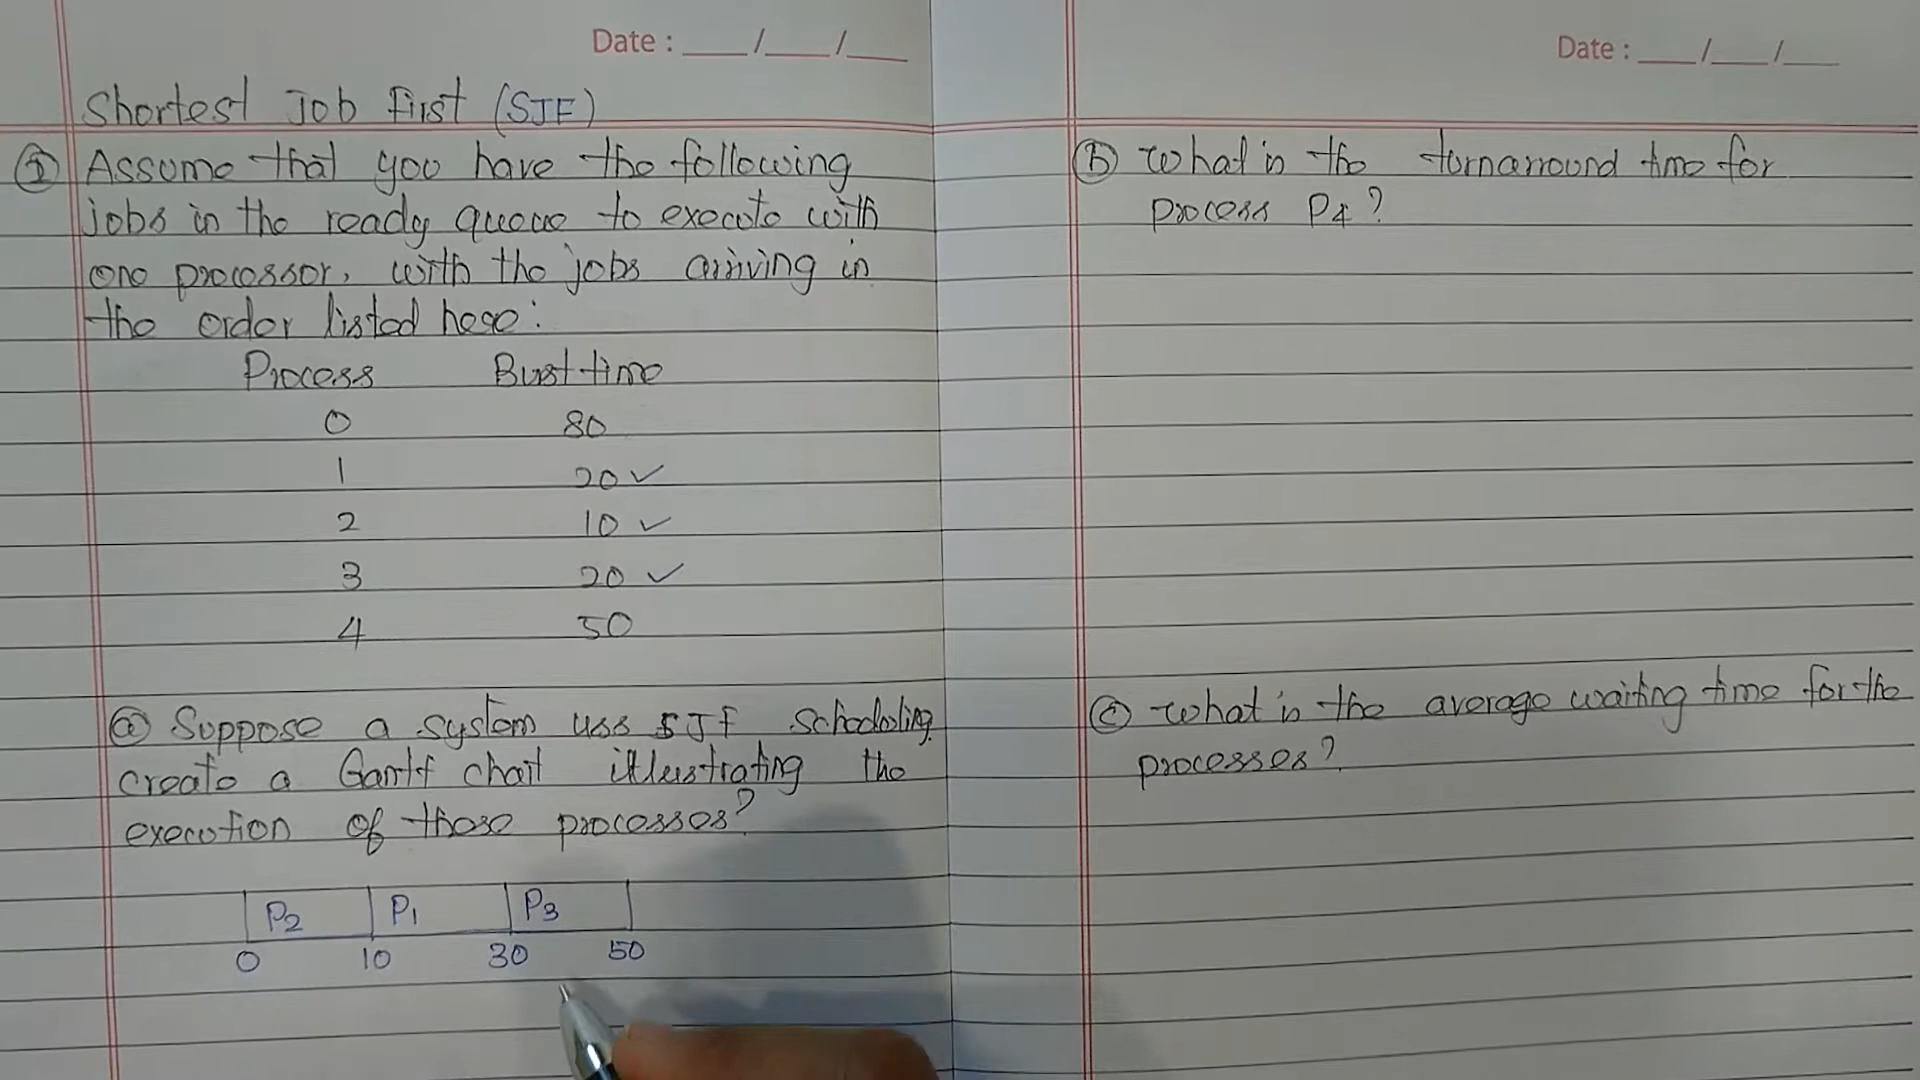 Date : ___/___/___
Shortest Job First (SJF)
① Assume that you have the following
jobs in the ready queue to execute with
one processor, with the jobs arriving in
the order listed here:
Process Burst time
0 80
1 20 ✓
2 10 ✓
3 20 ✓
4 50
ⓐ Suppose a system uses SJF Scheduling
create a Gantt chart illustrating the
execution of these processes?
P2 P1 P3
0 10 30 50
Date : ___/___/___
ⓑ What is the turnarround time for
process P4?
ⓒ What is the average waiting time for the
processes?